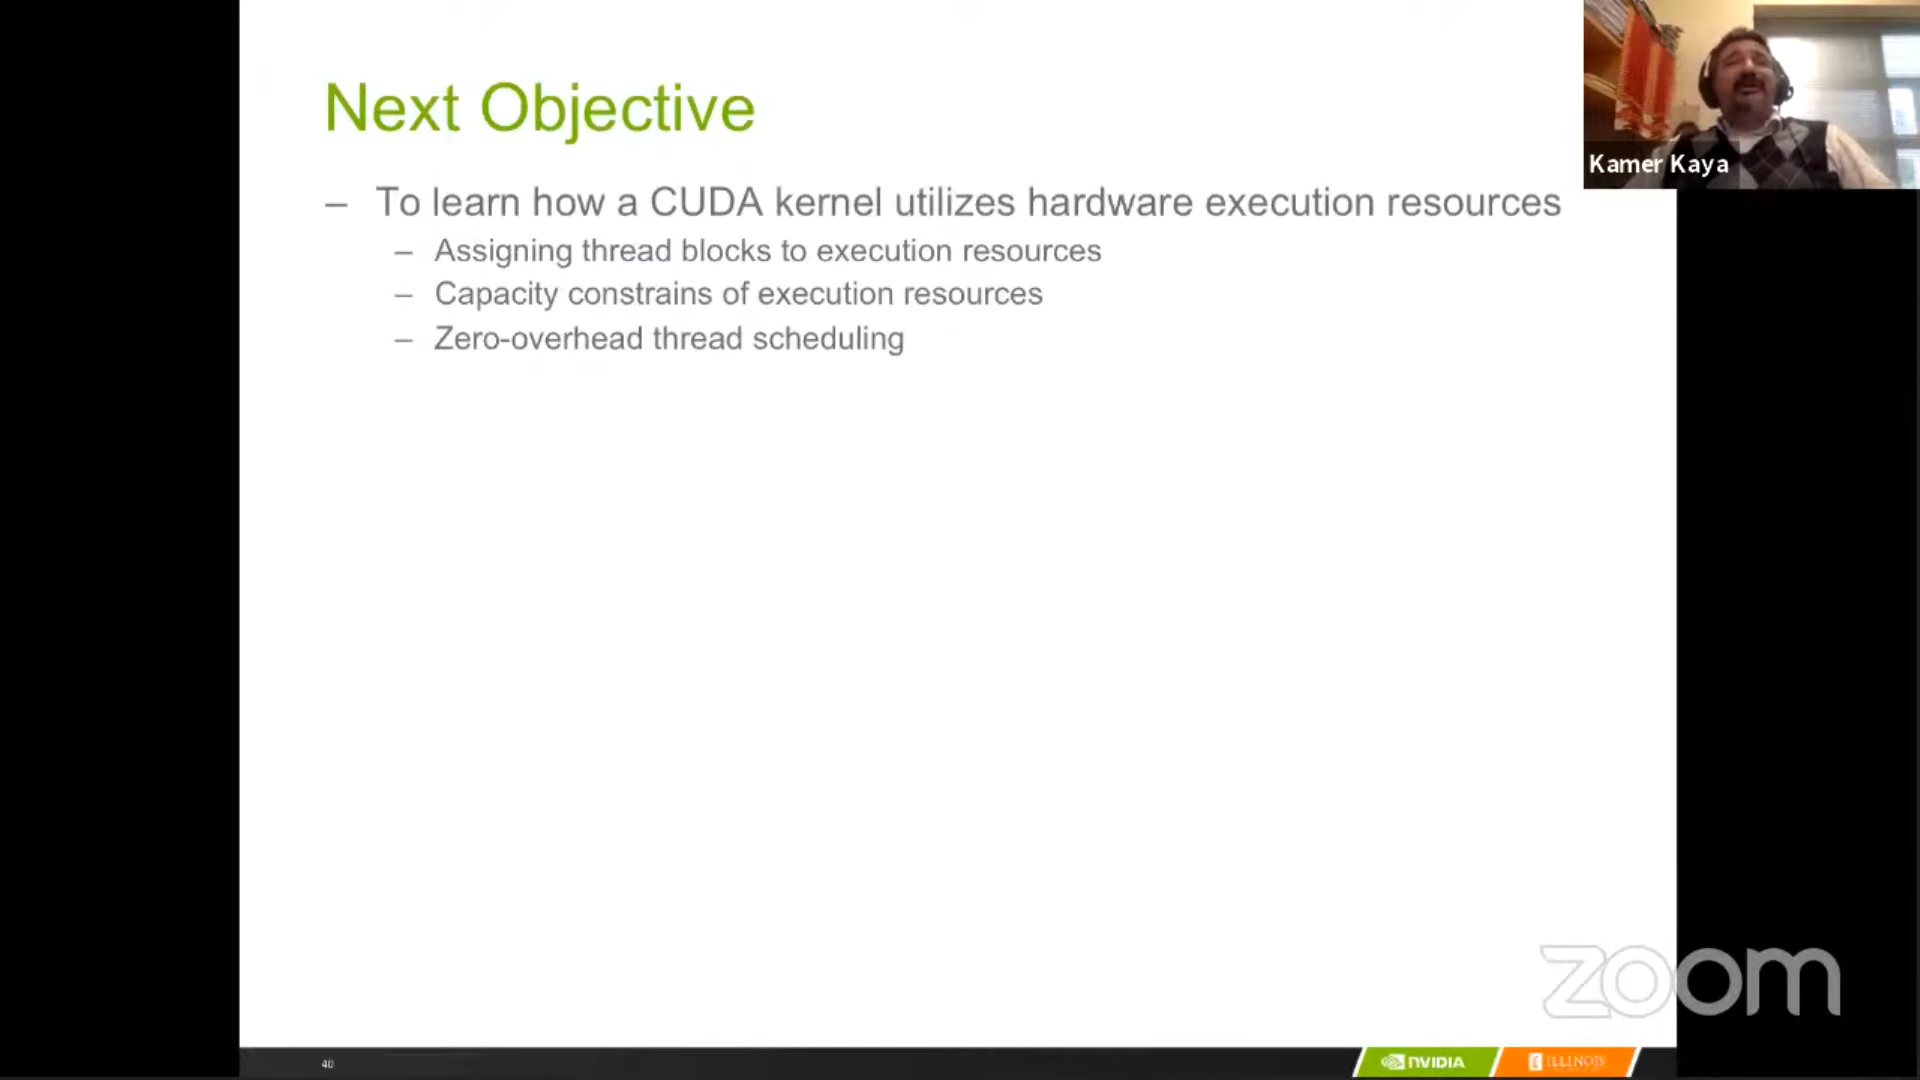 Next Objective
– To learn how a CUDA kernel utilizes hardware execution resources
– Assigning thread blocks to execution resources
– Capacity constrains of execution resources
– Zero-overhead thread scheduling
Kamer Kaya
zoom
40
NVIDIA
ILLINOIS